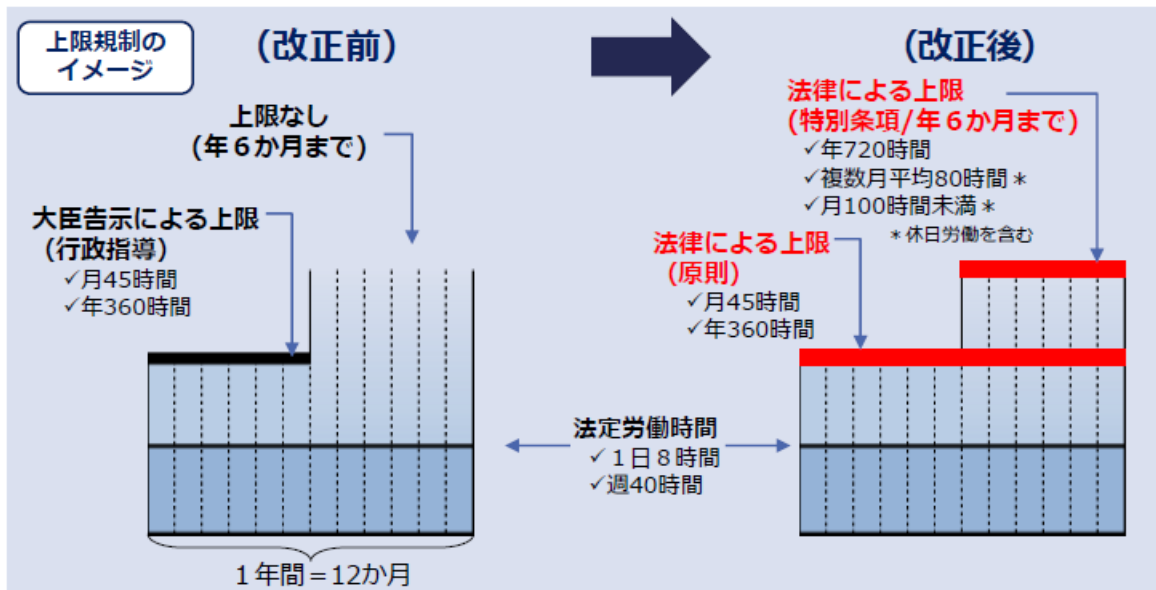 上限規制の
イメージ
(改正前)
(改正後)
上限なし
(年６か月まで)
大臣告示による上限
(行政指導)
✓月45時間
✓年360時間
法律による上限
(特別条項/年６か月まで)
✓年720時間
✓複数月平均80時間＊
✓月100時間未満＊
＊休日労働を含む
法律による上限
(原則)
✓月45時間
✓年360時間
法定労働時間
✓１日８時間
✓週40時間
１年間＝12か月